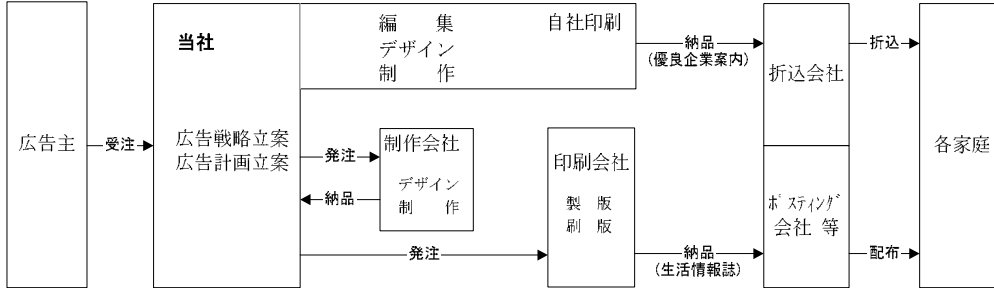 広告主
受注
当社
広告戦略立案
広告計画立案
編　集
デザイン
制　作
自社印刷
発注
納品
制作会社
デザイン
制　作
発注
印刷会社
製　版
刷　版
納品
(優良企業案内)
納品
(生活情報誌)
折込会社
ﾎﾟｽﾃｨﾝｸﾞ
会社 等
折込
配布
各家庭